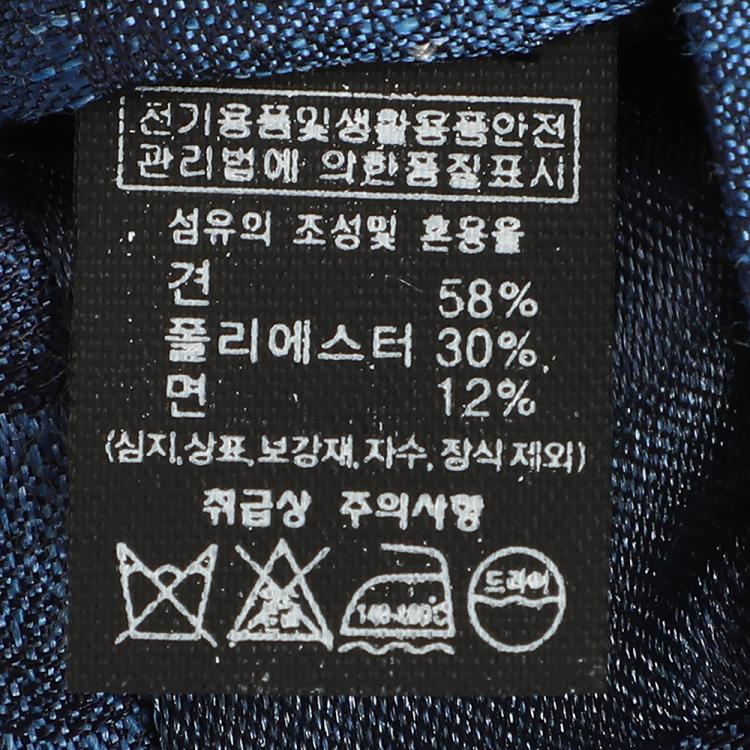 전기용품및생활용품안전
관리법에 의한품질표시
섬유의 조성및 혼용율
견 58%
폴리에스터 30%
면 12%
(심지,상표,보강재,자수,장식제외)
취급상 주의사항
드라이